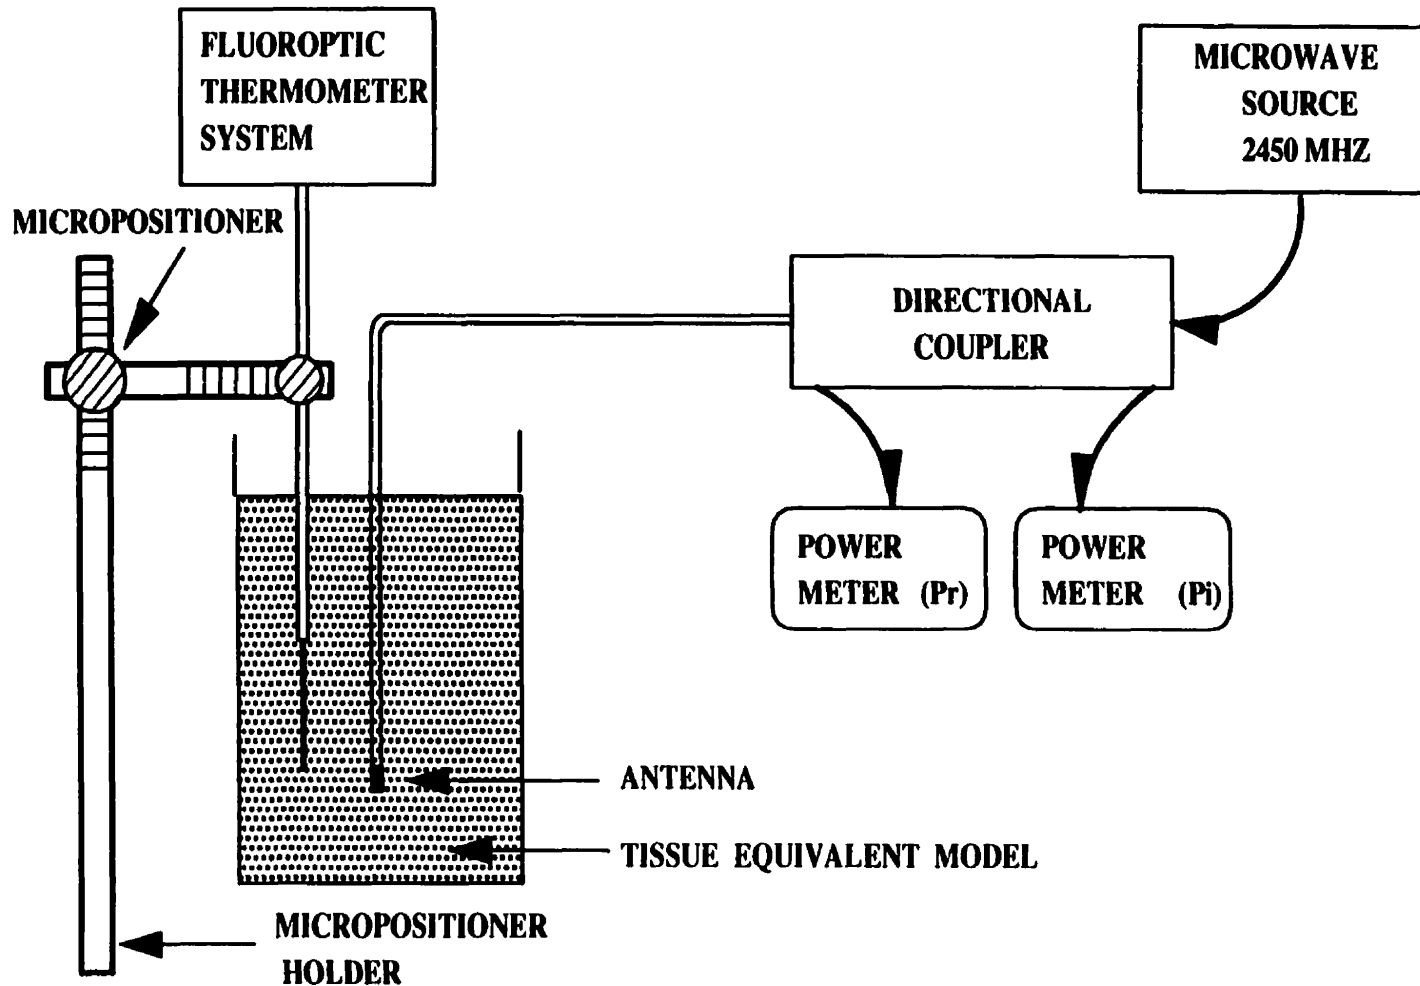 FLUOROPTIC
THERMOMETER
SYSTEM
MICROWAVE
SOURCE
2450 MHZ
MICROPOSITIONER
DIRECTIONAL
COUPLER
POWER
METER (Pr)
POWER
METER (Pi)
ANTENNA
TISSUE EQUIVALENT MODEL
MICROPOSITIONER
HOLDER